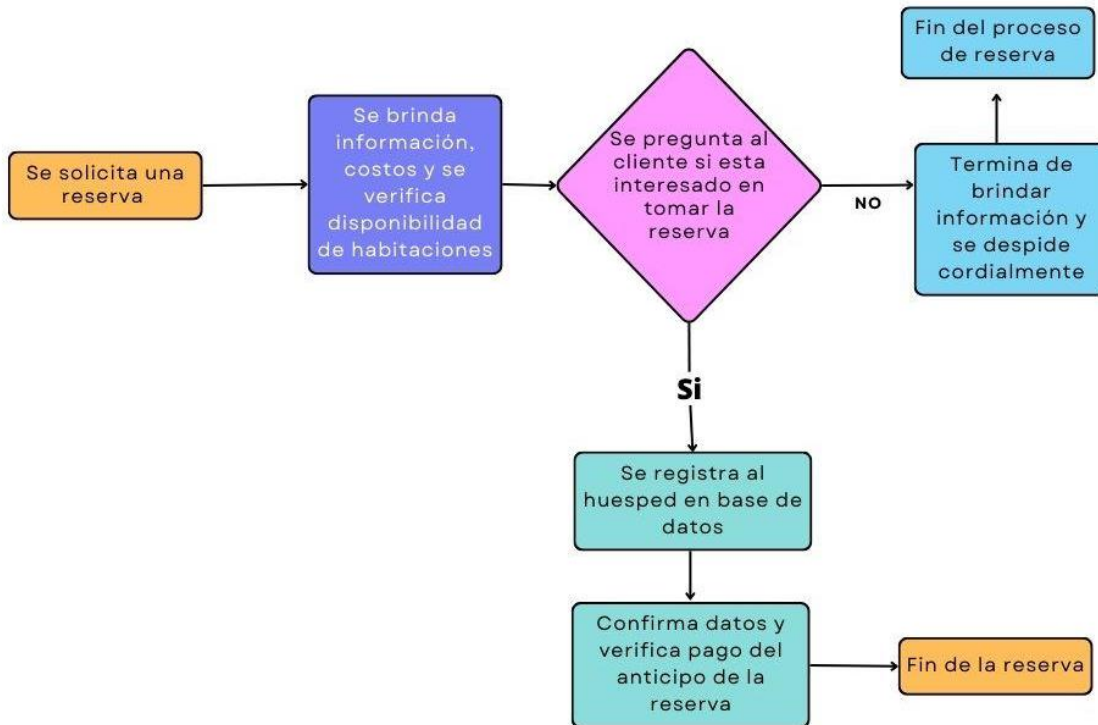 Se solicita una
reserva
Se brinda
información,
costos y se
verifica
disponibilidad
de habitaciones
Se pregunta al
cliente si esta
interesado en
tomar la
reserva
NO
Termina de
brindar
información y
se despide
cordialmente
Fin del proceso
de reserva
Si
Se registra al
huesped en base de
datos
Confirma datos y
verifica pago del
anticipo de la
reserva
Fin de la reserva